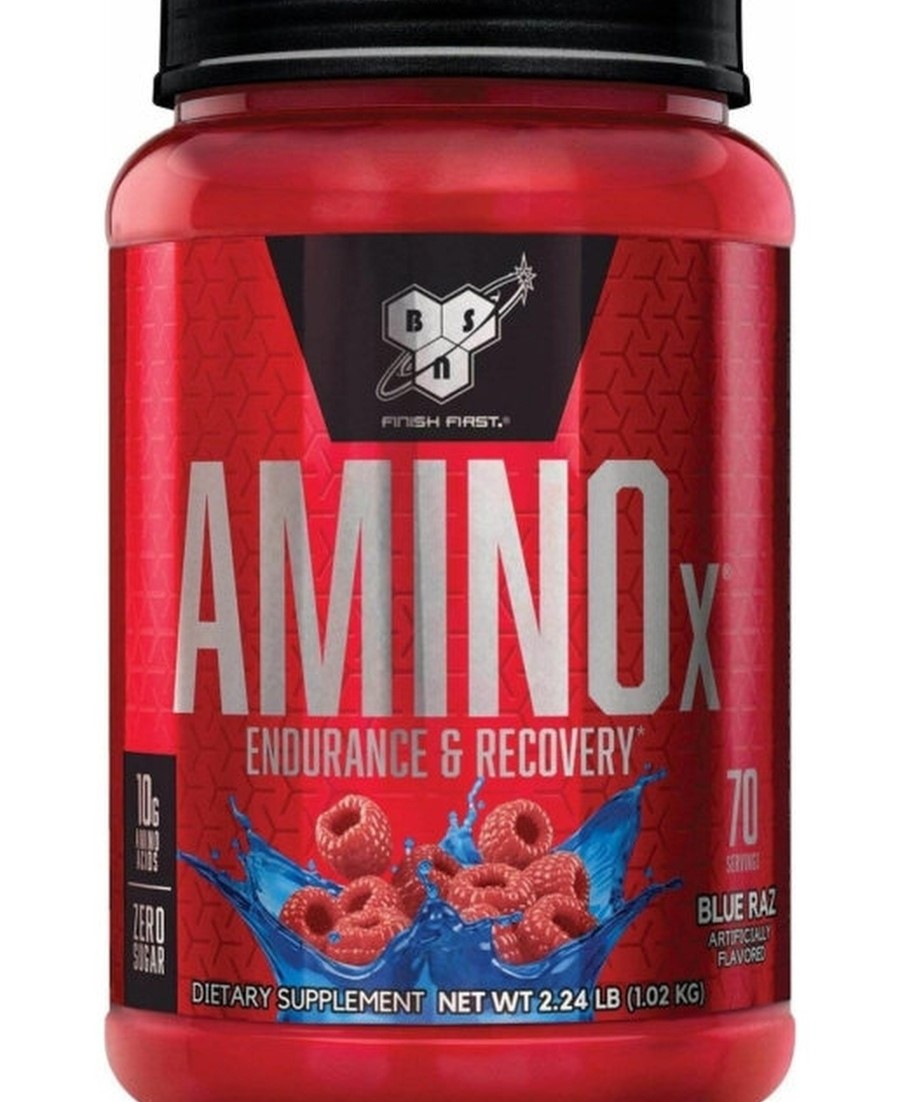 B S
n
FINISH FIRST.®
AMINOx®
ENDURANCE & RECOVERY*
10G
AMINO
ACIDS
ZERO
SUGAR
70
SERVINGS
BLUE RAZ
ARTIFICIALLY
FLAVORED
DIETARY SUPPLEMENT NET WT 2.24 LB (1.02 KG)